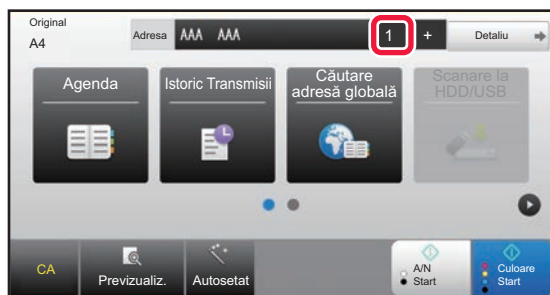 Original
A4
Adresa AAA AAA 1 + Detaliu
Agenda
Istoric Transmisii
Căutare
adresă globală
Scanare la
HDD/USB
CA
Previzualiz.
Autosetat
A/N
Start
Culoare
Start